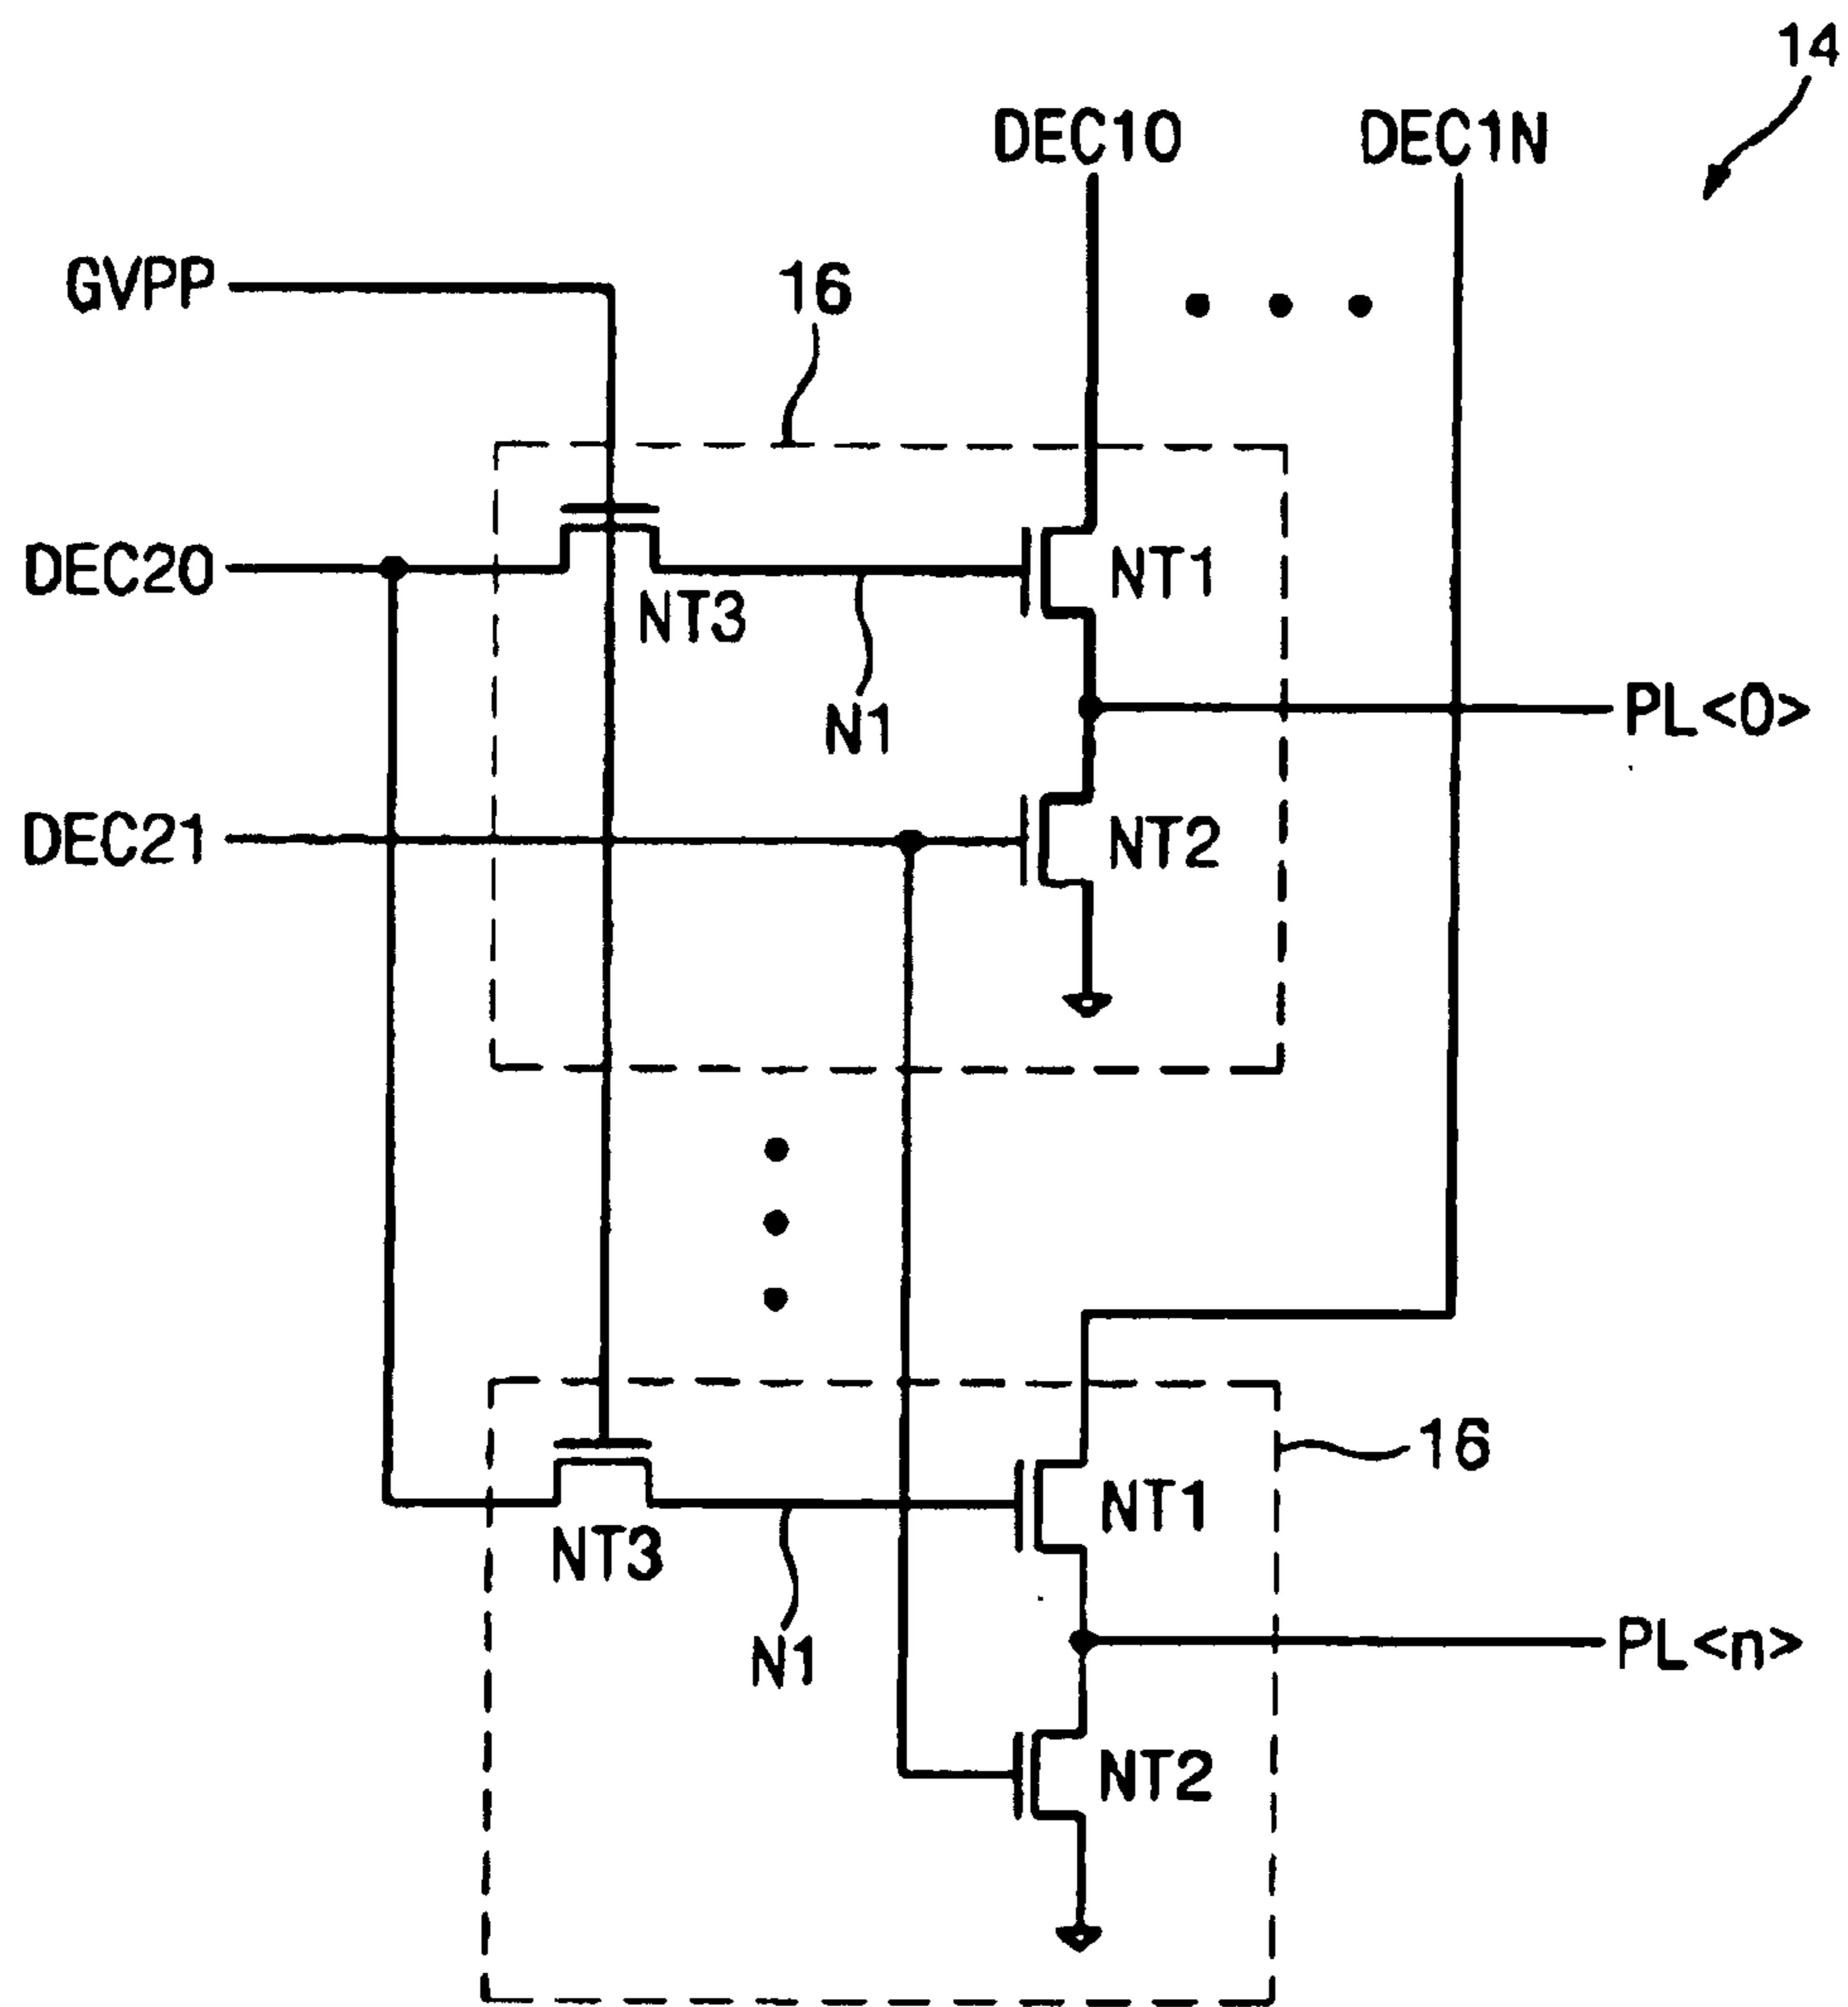 14
DEC10 DEC1N
GVPP
16
DEC20
NT1
NT3
N1
PL<0>
DEC21
NT2
16
NT1
NT3
N1
PL<n>
NT2